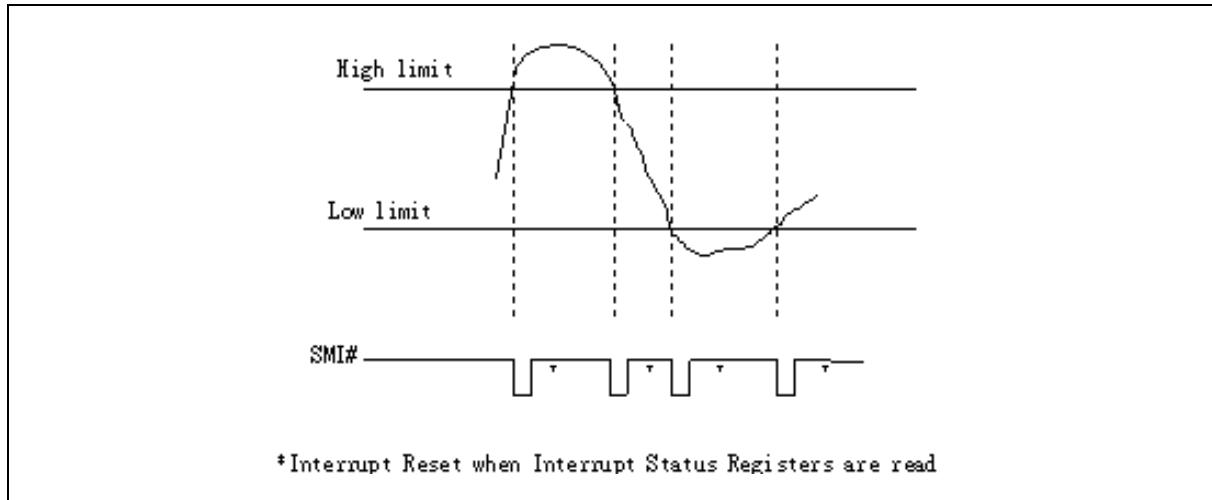 High limit
Low limit
SMI#
*Interrupt Reset when Interrupt Status Registers are read